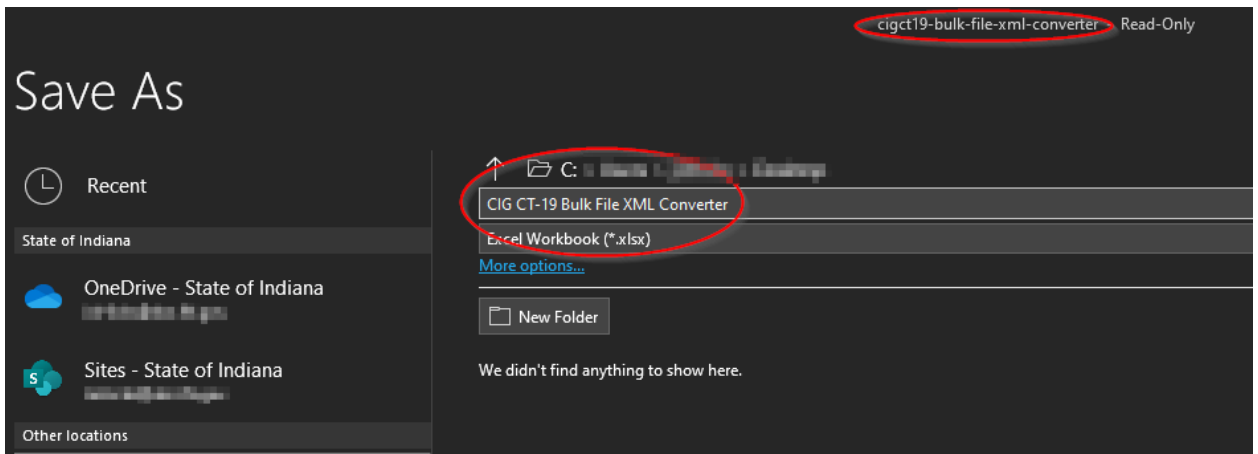 cigct19-bulk-file-xml-converter - Read-Only
Save As
Recent
State of Indiana
OneDrive - State of Indiana
Sites - State of Indiana
Other locations
C:
CIG CT-19 Bulk File XML Converter
Excel Workbook (*.xlsx)
More options...
New Folder
We didn't find anything to show here.